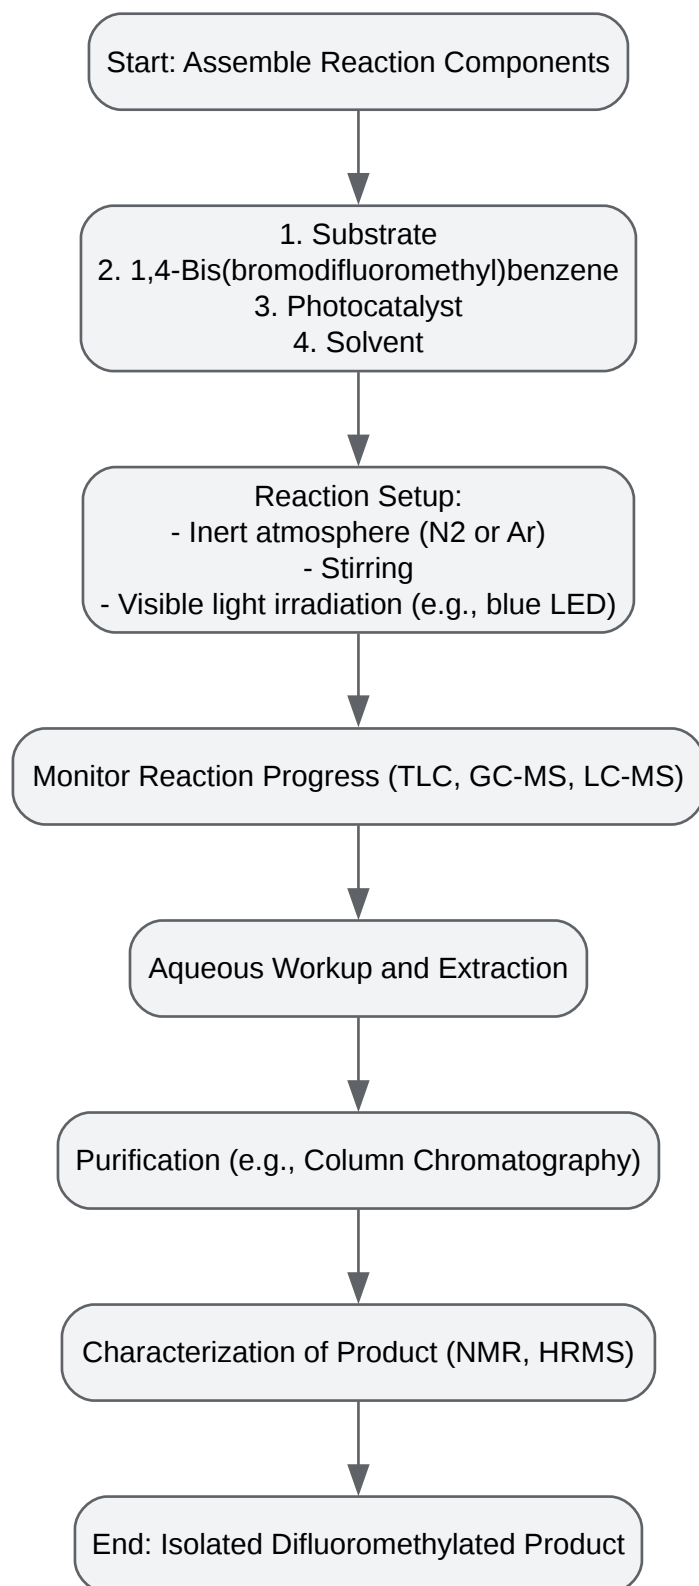 Start: Assemble Reaction Components
1. Substrate
2. 1,4-Bis(bromodifluoromethyl)benzene
3. Photocatalyst
4. Solvent
Reaction Setup:
- Inert atmosphere (N2 or Ar)
- Stirring
- Visible light irradiation (e.g., blue LED)
Monitor Reaction Progress (TLC, GC-MS, LC-MS)
Aqueous Workup and Extraction
Purification (e.g., Column Chromatography)
Characterization of Product (NMR, HRMS)
End: Isolated Difluoromethylated Product